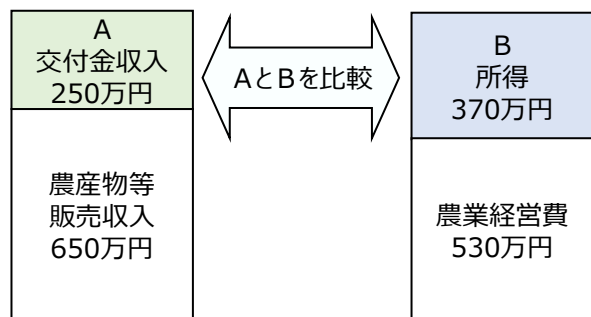 A
交付金収入
250万円
農産物等
販売収入
650万円
AとBを比較
B
所得
370万円
農業経営費
530万円